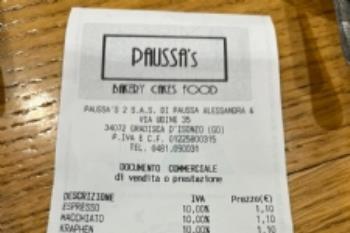 PAUSSA's
BAKERY CAKES FOOD
PAUSSA'S 2 S.A.S. DI PAUSSA ALESSANDRA &
VIA UDINE 35
34072 GRADISCA D'ISONZO (GO)
P.IVA E C.F. 01225800315
TEL. 0481.090031
DOCUMENTO COMMERCIALE
di vendita o prestazione
DESCRIZIONE IVA Prezzo(€)
ESPRESSO 10,00% 1,10
MACCHIATO 10,00% 1,10
KRAPHEN 10,00% 1,10